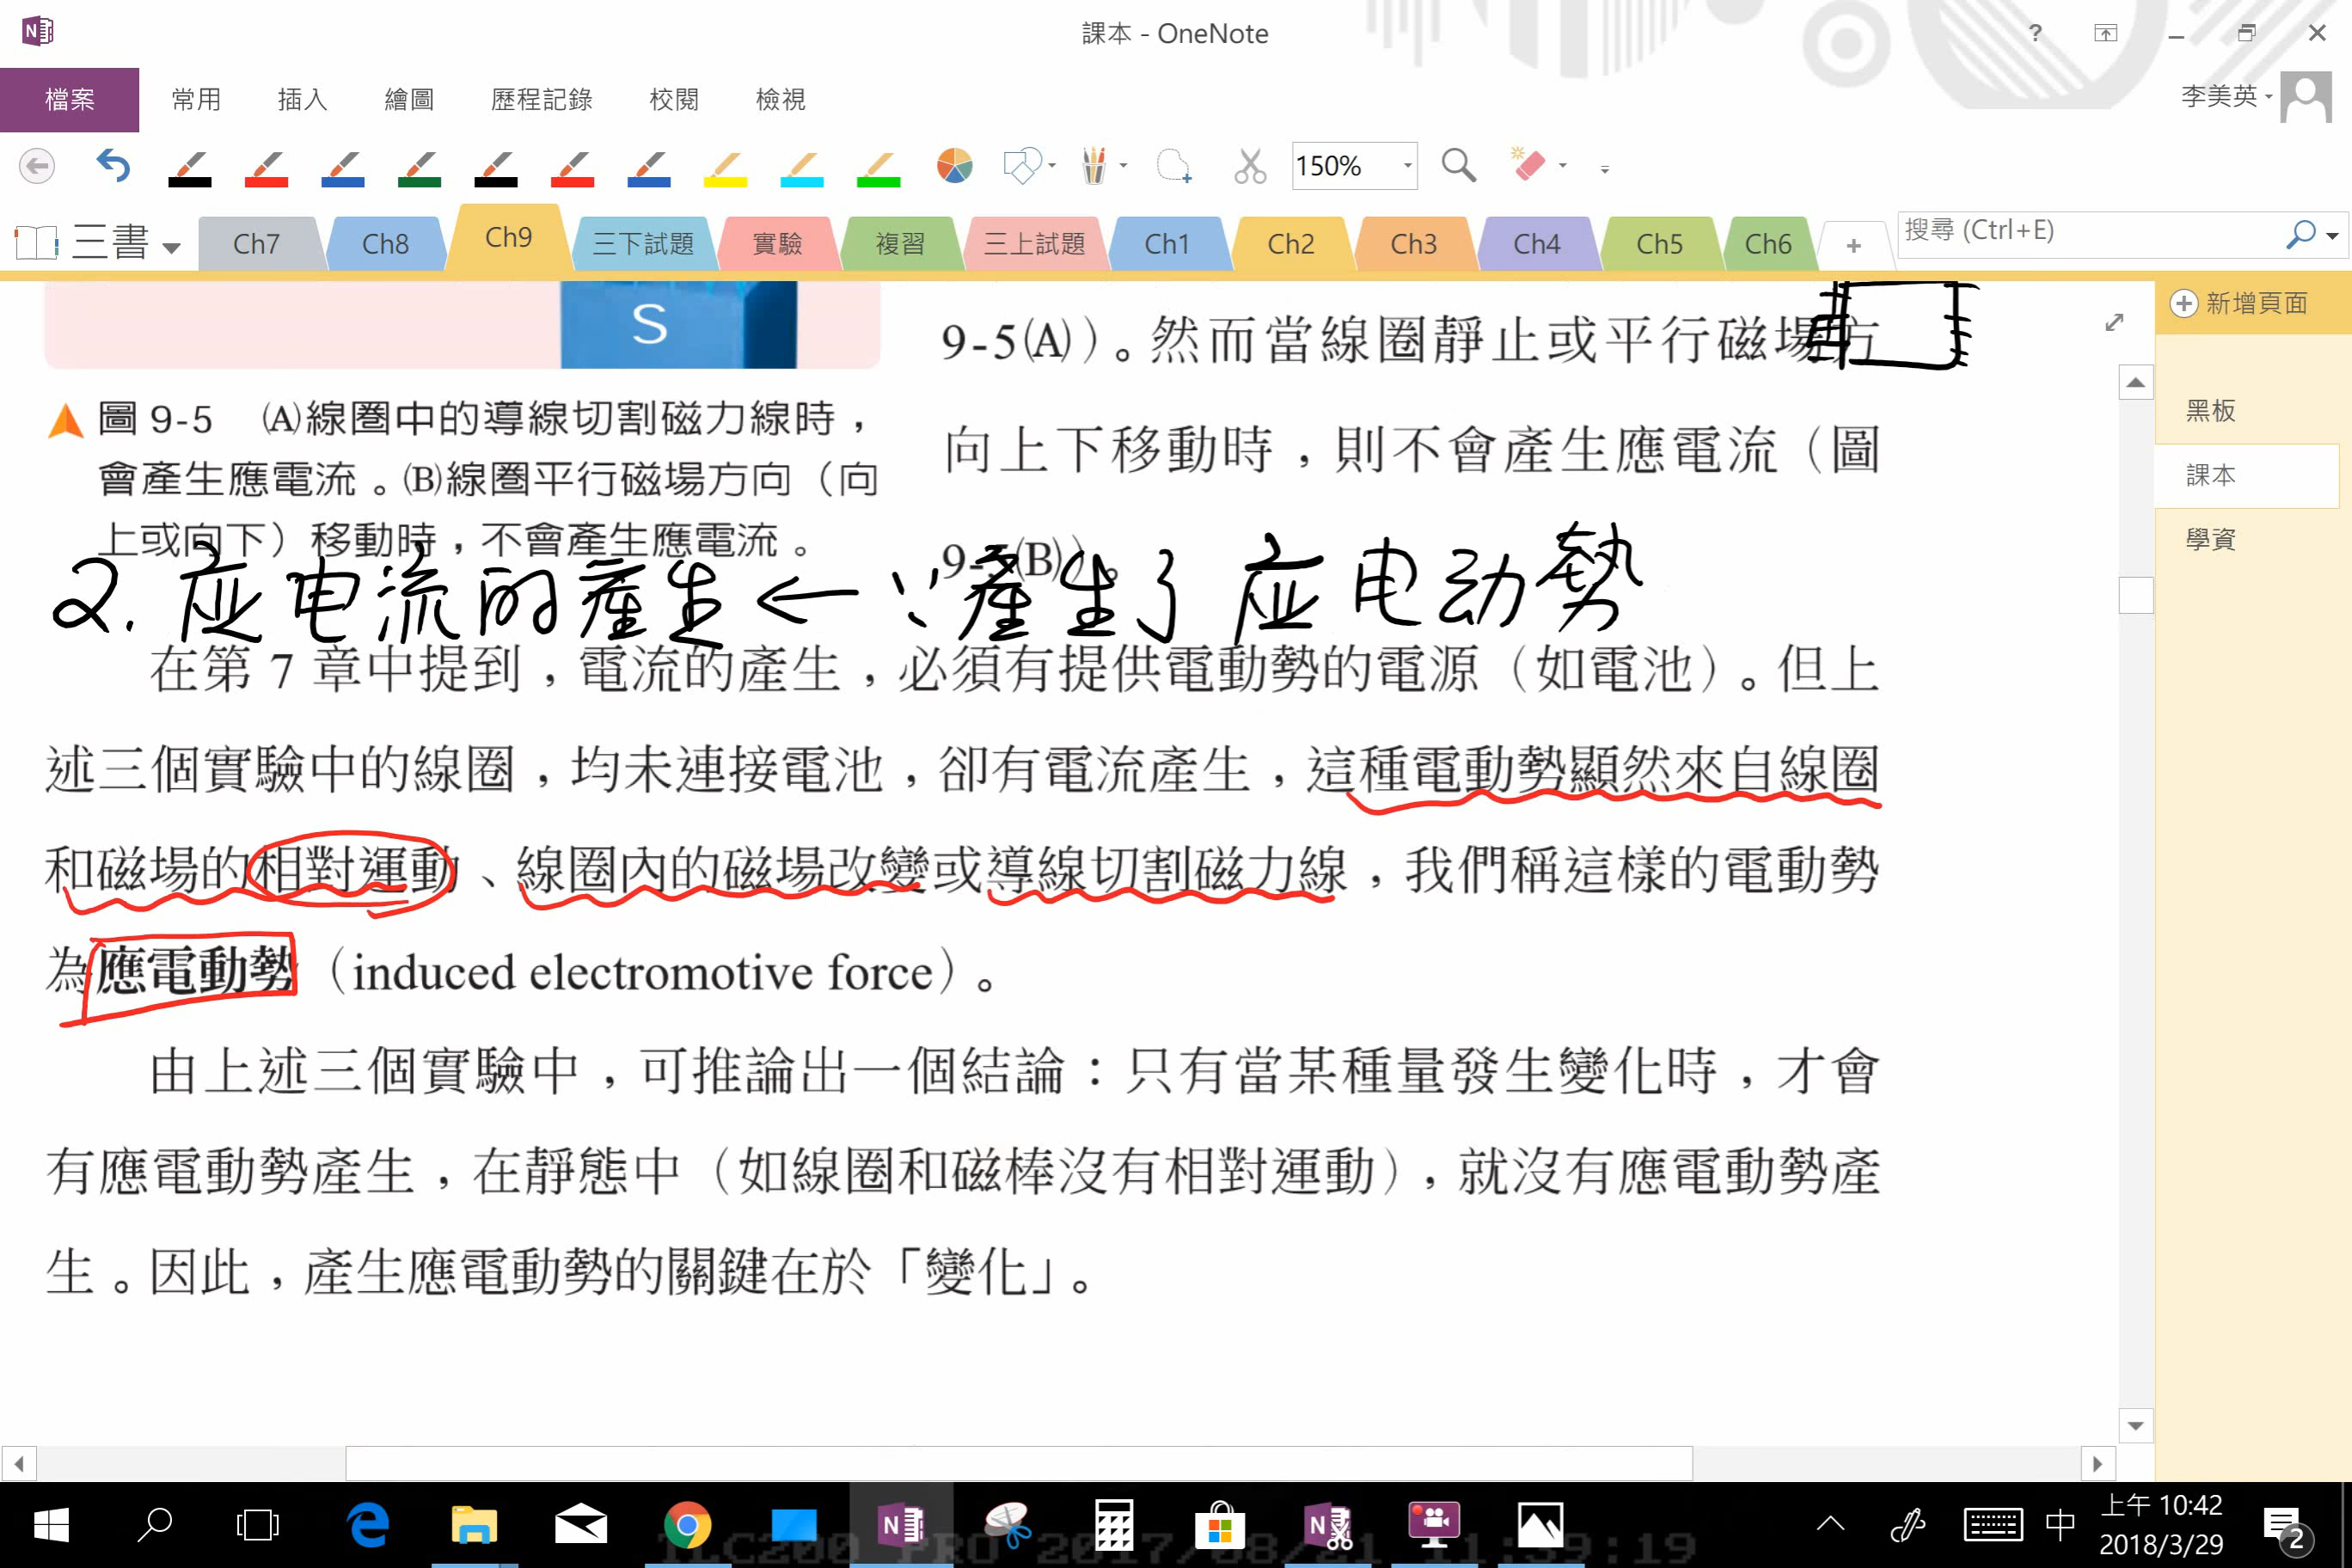 課本 - OneNote
?
檔案 常用 插入 繪圖 歷程記錄 校閱 檢視
李美英
150%
三書 Ch7 Ch8 Ch9 三下試題 實驗 複習 三上試題 Ch1 Ch2 Ch3 Ch4 Ch5 Ch6 +
搜尋 (Ctrl+E)
新增頁面
黑板
課本
學資
S
圖 9-5 (A)線圈中的導線切割磁力線時，
會產生應電流。(B)線圈平行磁場方向（向
上或向下）移動時，不會產生應電流。
9-5(A))。然而當線圈靜止或平行磁場方
向上下移動時，則不會產生應電流（圖
9-5(B))。
2. 应电流的產生 ← ∵產生了应电动勢
在第 7 章中提到，電流的產生，必須有提供電動勢的電源（如電池）。但上
述三個實驗中的線圈，均未連接電池，卻有電流產生，這種電動勢顯然來自線圈
和磁場的相對運動、線圈內的磁場改變或導線切割磁力線，我們稱這樣的電動勢
為應電動勢（induced electromotive force）。
由上述三個實驗中，可推論出一個結論：只有當某種量發生變化時，才會
有應電動勢產生，在靜態中（如線圈和磁棒沒有相對運動），就沒有應電動勢產
生。因此，產生應電動勢的關鍵在於「變化」。
中
上午 10:42
2018/3/29
2
ILC200 PRO 2017/08/21 11:39:19